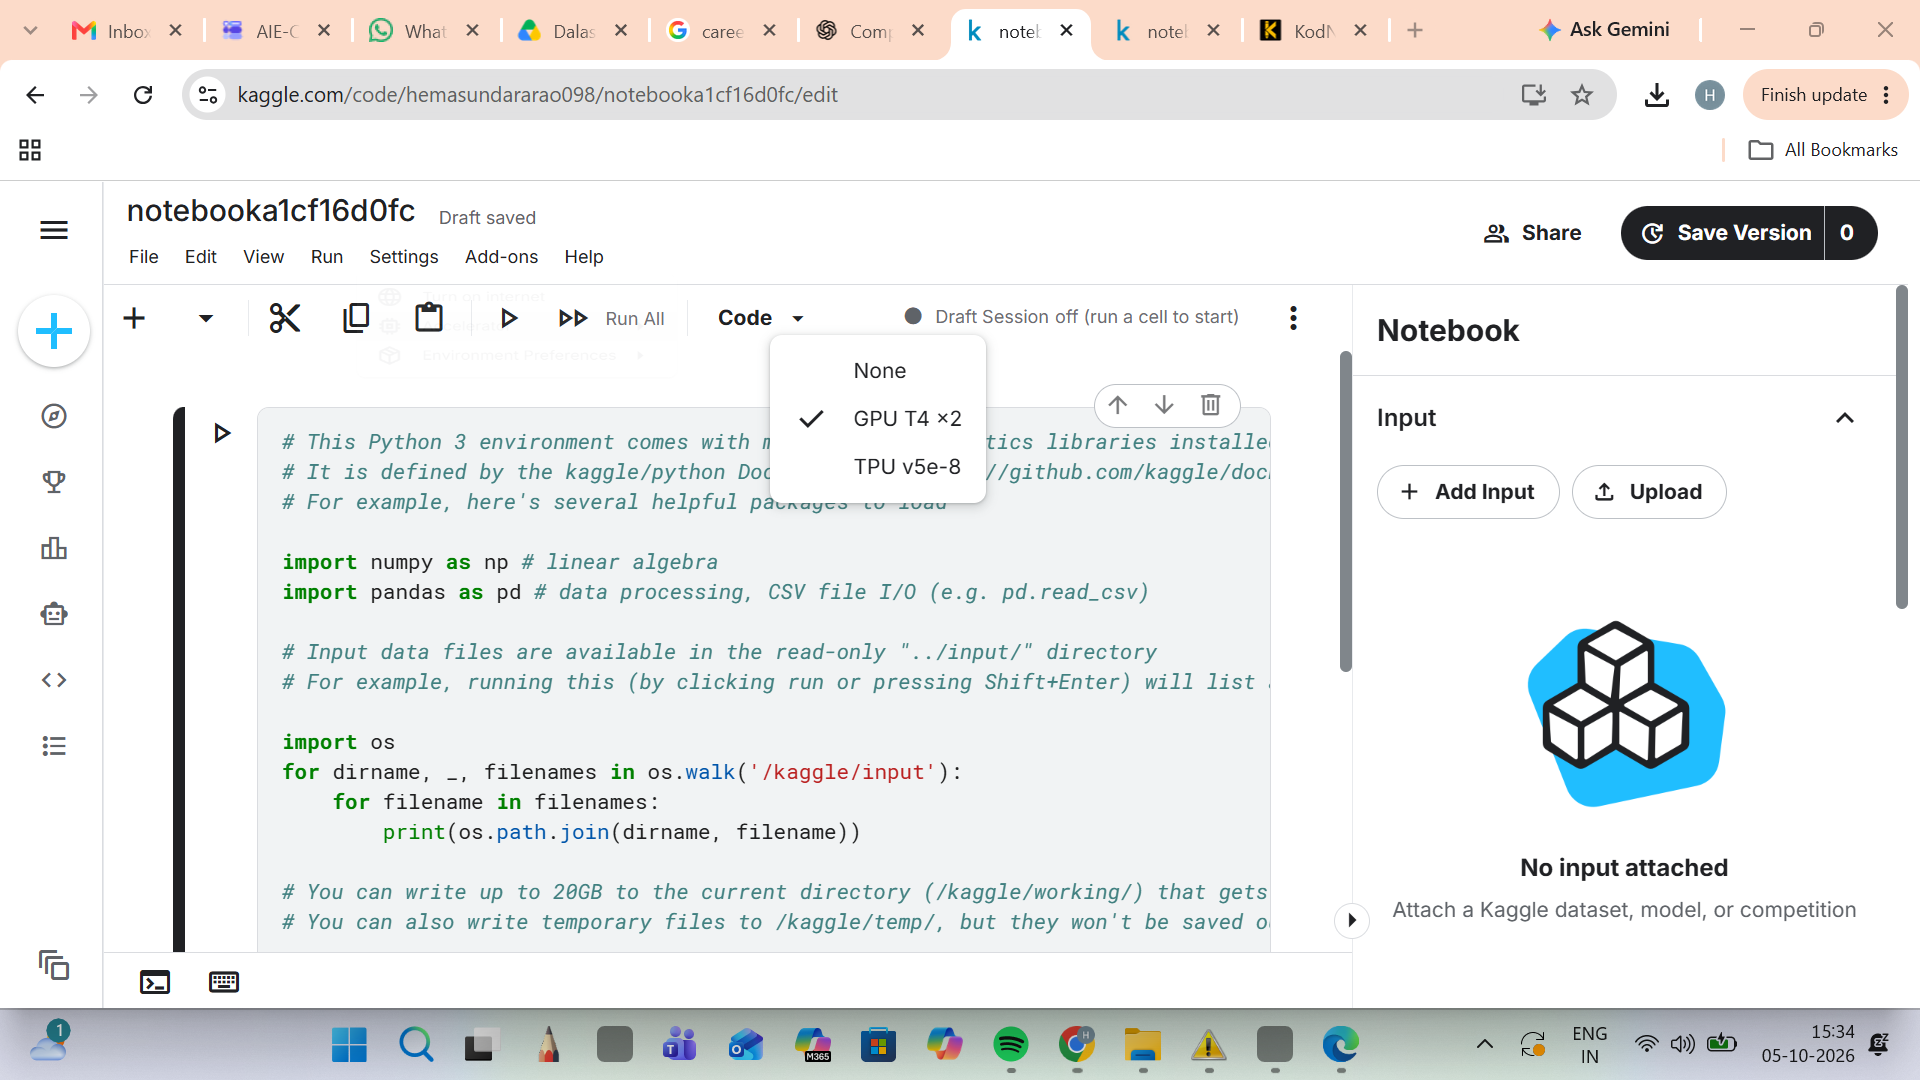 Inbox
AIE-C
What
Dalas
caree
Comp
noteb
noteb
KodN
Ask Gemini
kaggle.com/code/hemasundararao098/notebooka1cf16d0fc/edit
H
Finish update
All Bookmarks
notebooka1cf16d0fc
Draft saved
File Edit View Run Settings Add-ons Help
Share
Save Version
0
Turn on internet
Environment Preferences
Run All
Code
Draft Session off (run a cell to start)
None
GPU T4 ×2
TPU v5e-8
# This Python 3 environment comes with m tics libraries installe
# It is defined by the kaggle/python Doc //github.com/kaggle/doc
# For example, here's several helpful packages to load
import numpy as np # linear algebra
import pandas as pd # data processing, CSV file I/O (e.g. pd.read_csv)
# Input data files are available in the read-only "../input/" directory
# For example, running this (by clicking run or pressing Shift+Enter) will list
import os
for dirname, _, filenames in os.walk('/kaggle/input'):
for filename in filenames:
print(os.path.join(dirname, filename))
# You can write up to 20GB to the current directory (/kaggle/working/) that gets
# You can also write temporary files to /kaggle/temp/, but they won't be saved o
Notebook
Input
Add Input
Upload
No input attached
Attach a Kaggle dataset, model, or competition
1
M365
H
ENG
IN
15:34
05-10-2026